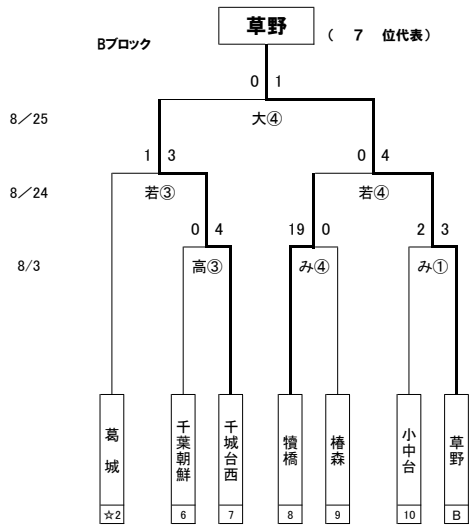 草野
( 7 位代表)
Bブロック
0 1
8/25
大④
1 3
0 4
8/24
若③
若④
0 4
19 0
2 3
8/3
高③
み④
み①
葛城
千葉朝鮮
千城台西
犢橋
椿森
小中台
草野
☆2
6
7
8
9
10
B